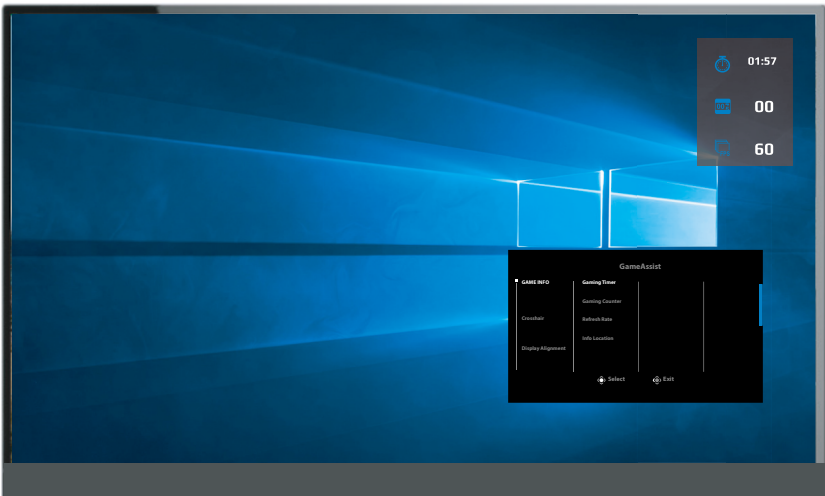 01:57
00
60
GameAssist
GAME INFO
Gaming Timer
Gaming Counter
Crosshair
Refresh Rate
Info Location
Display Alignment
Select
Exit